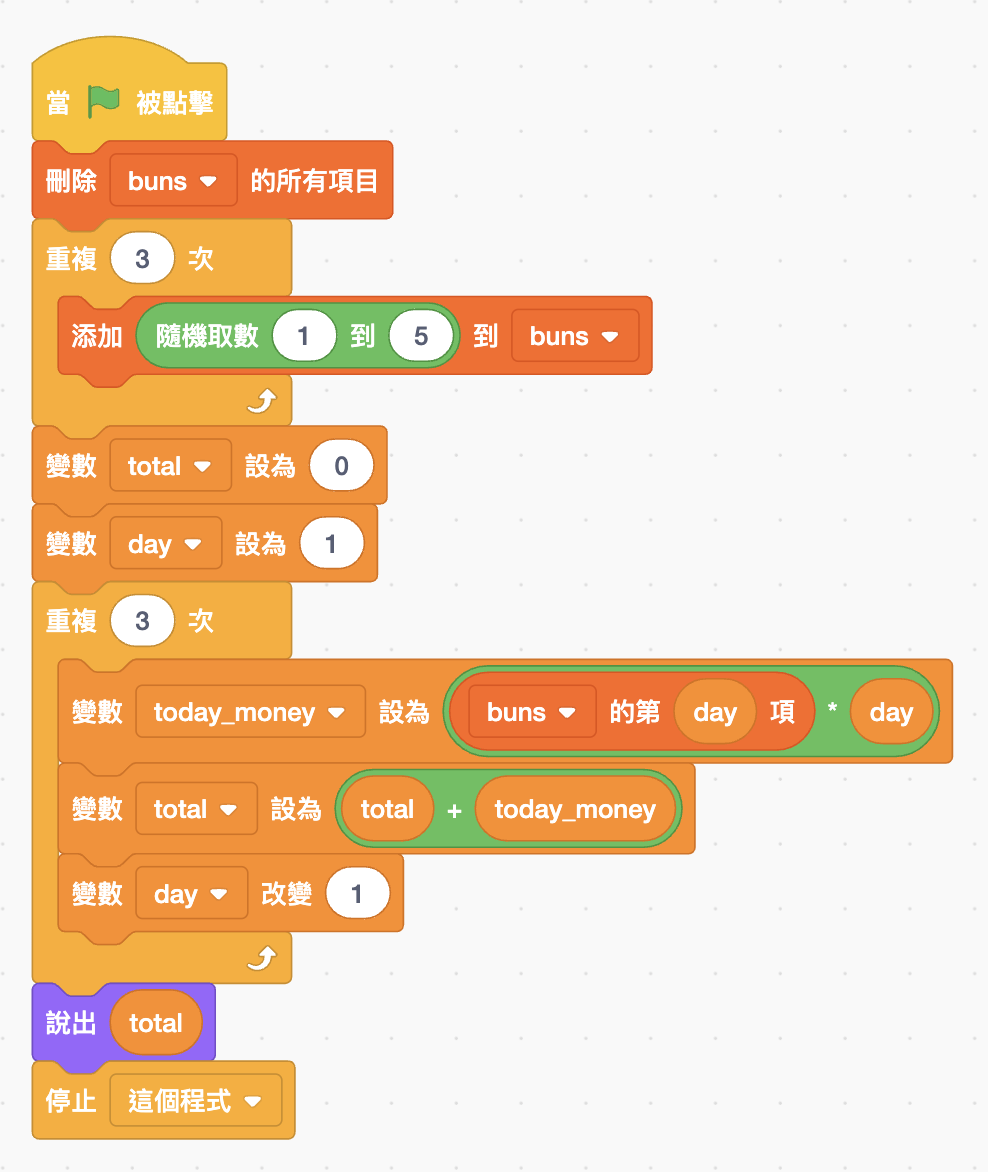 當 被點擊
刪除 buns 的所有項目
重複 3 次
添加 隨機取數 1 到 5 到 buns
變數 total 設為 0
變數 day 設為 1
重複 3 次
變數 today_money 設為 buns 的第 day 項 * day
變數 total 設為 total + today_money
變數 day 改變 1
說出 total
停止 這個程式